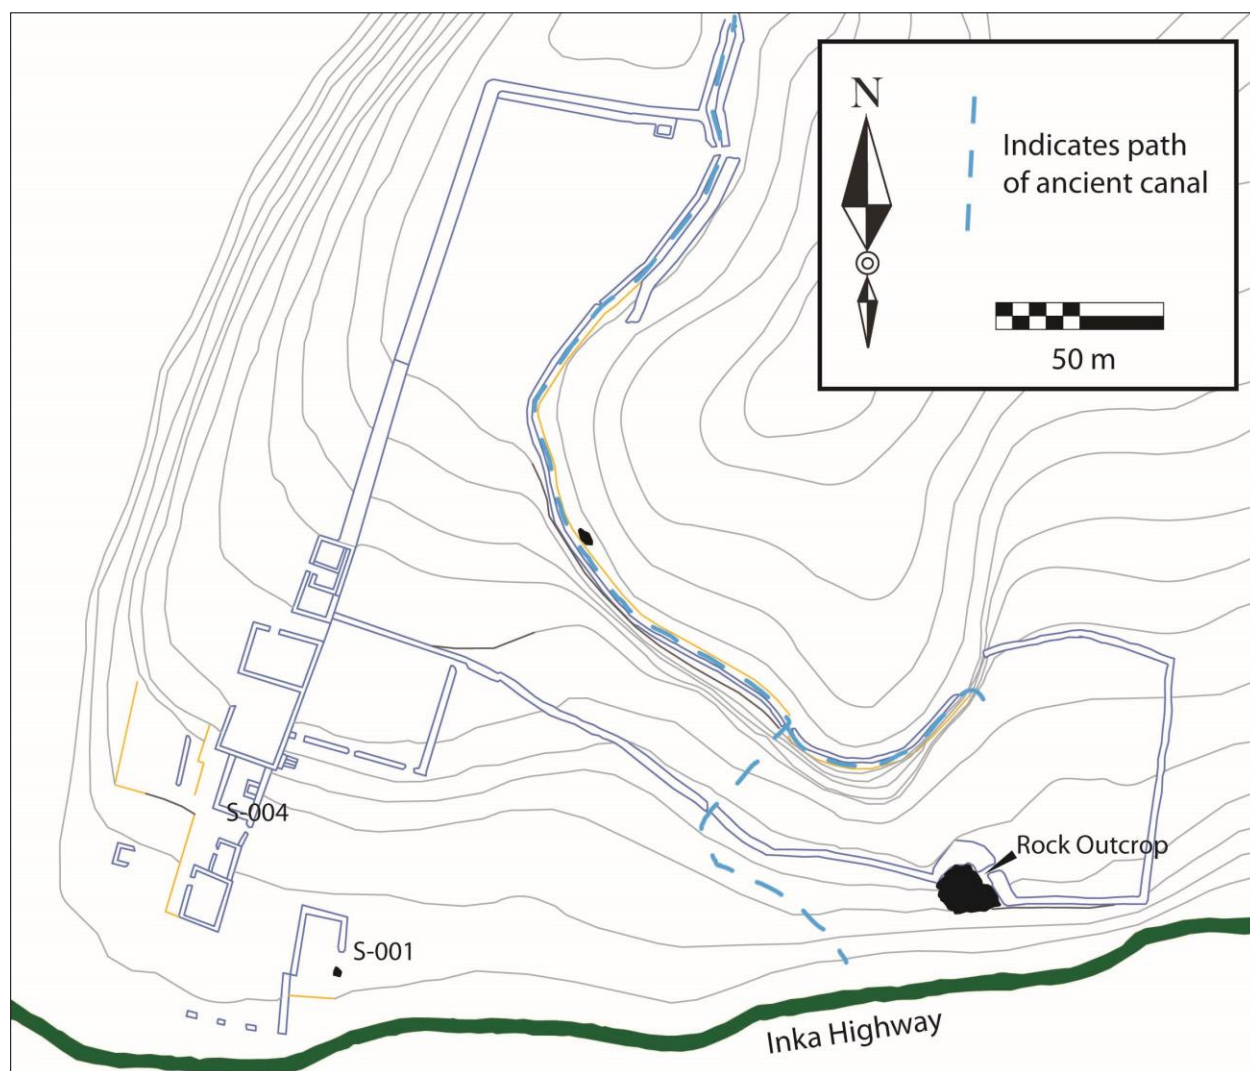 N
Indicates path
of ancient canal
50 m
S-004
Rock Outcrop
S-001
Inka Highway